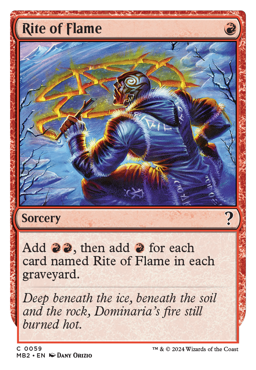 Rite of Flame
Sorcery
?
Add , then add for each
card named Rite of Flame in each
graveyard.
Deep beneath the ice, beneath the soil
and the rock, Dominaria's fire still
burned hot.
C 0059
MB2 • EN Dany Orizio
™ & © 2024 Wizards of the Coast